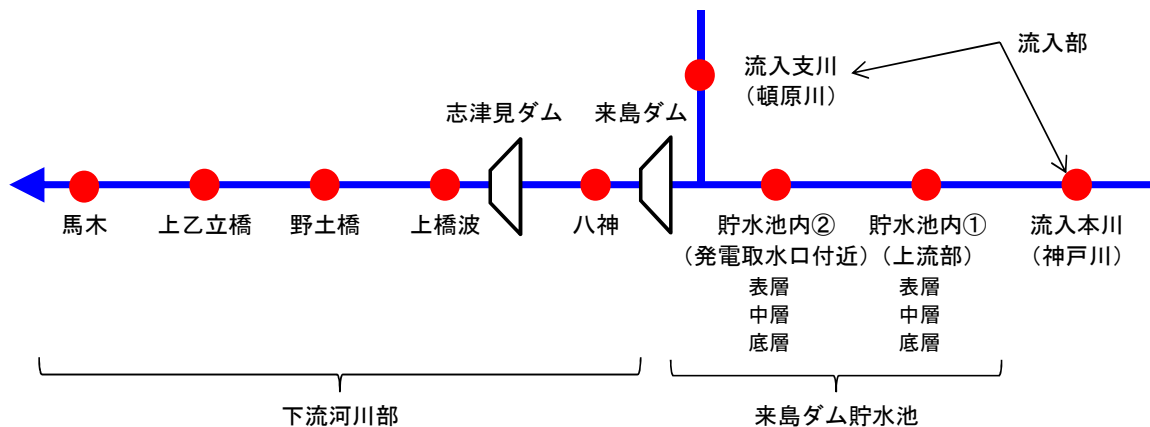 流入部
流入支川
（頓原川）
志津見ダム
来島ダム
馬木
上乙立橋
野土橋
上橋波
八神
貯水池内②
（発電取水口付近）
表層
中層
底層
貯水池内①
（上流部）
表層
中層
底層
流入本川
（神戸川）
下流河川部
来島ダム貯水池